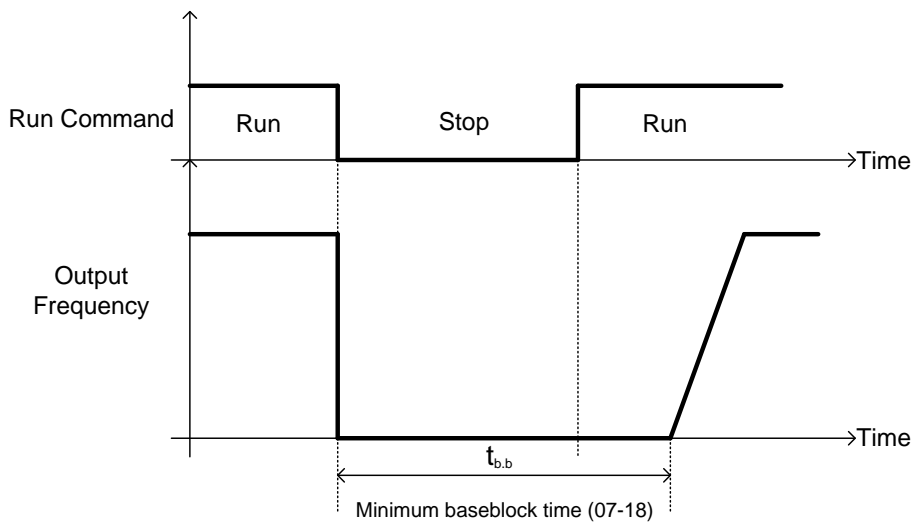 Run Command
Run
Stop
Run
Time
Output
Frequency
Time
tb.b
Minimum baseblock time (07-18)